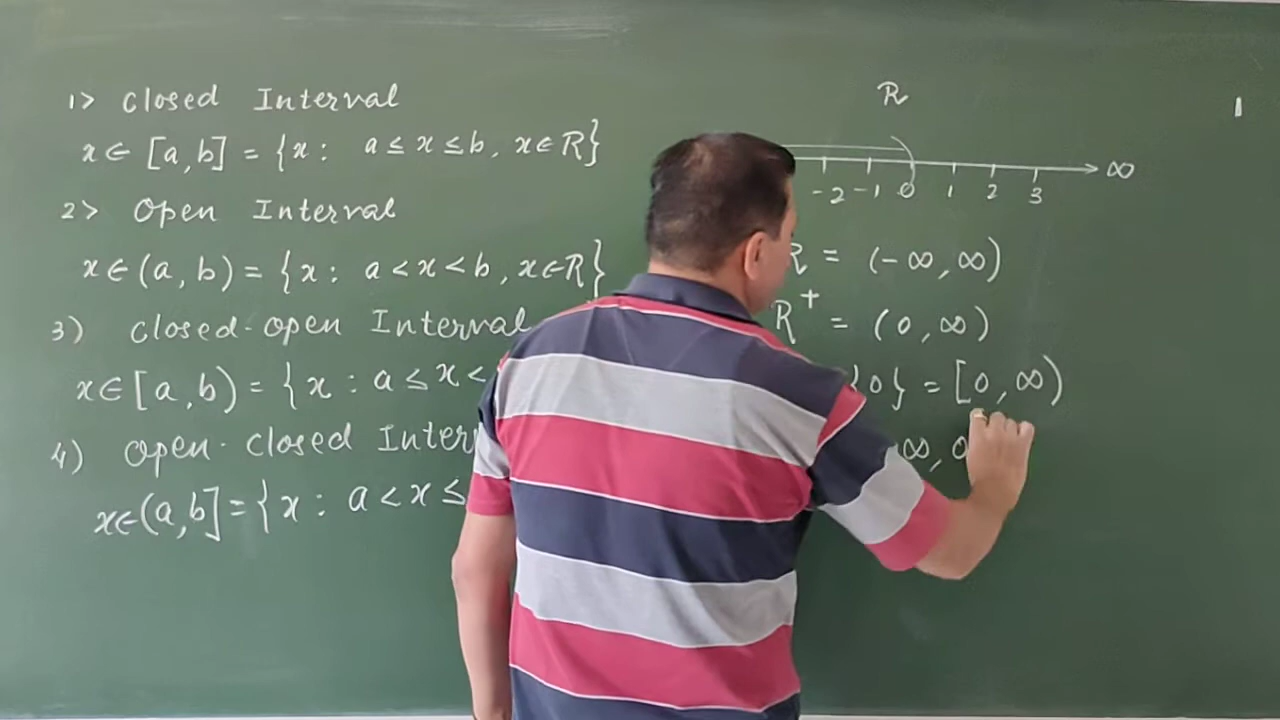 1> Closed Interval
x∈[a,b] = {x: a≤x≤b, x∈R}
2> Open Interval
x∈(a,b) = {x: a<x<b, x∈R}
3) Closed-open Interval
x∈[a,b) = {x: a≤x<
4) Open-Closed Inter
x∈(a,b] = {x: a<x≤
R
-2 -1 0 1 2 3 ∞
R = (-∞,∞)
R⁺ = (0,∞)
{0} = [0,∞)
∞,0
1